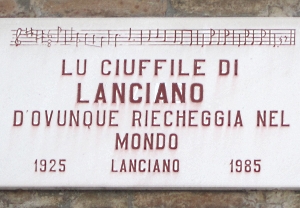 LU CIUFFILE DI
LANCIANO
D'OVUNQUE RIECHEGGIA NEL
MONDO
1925 LANCIANO 1985